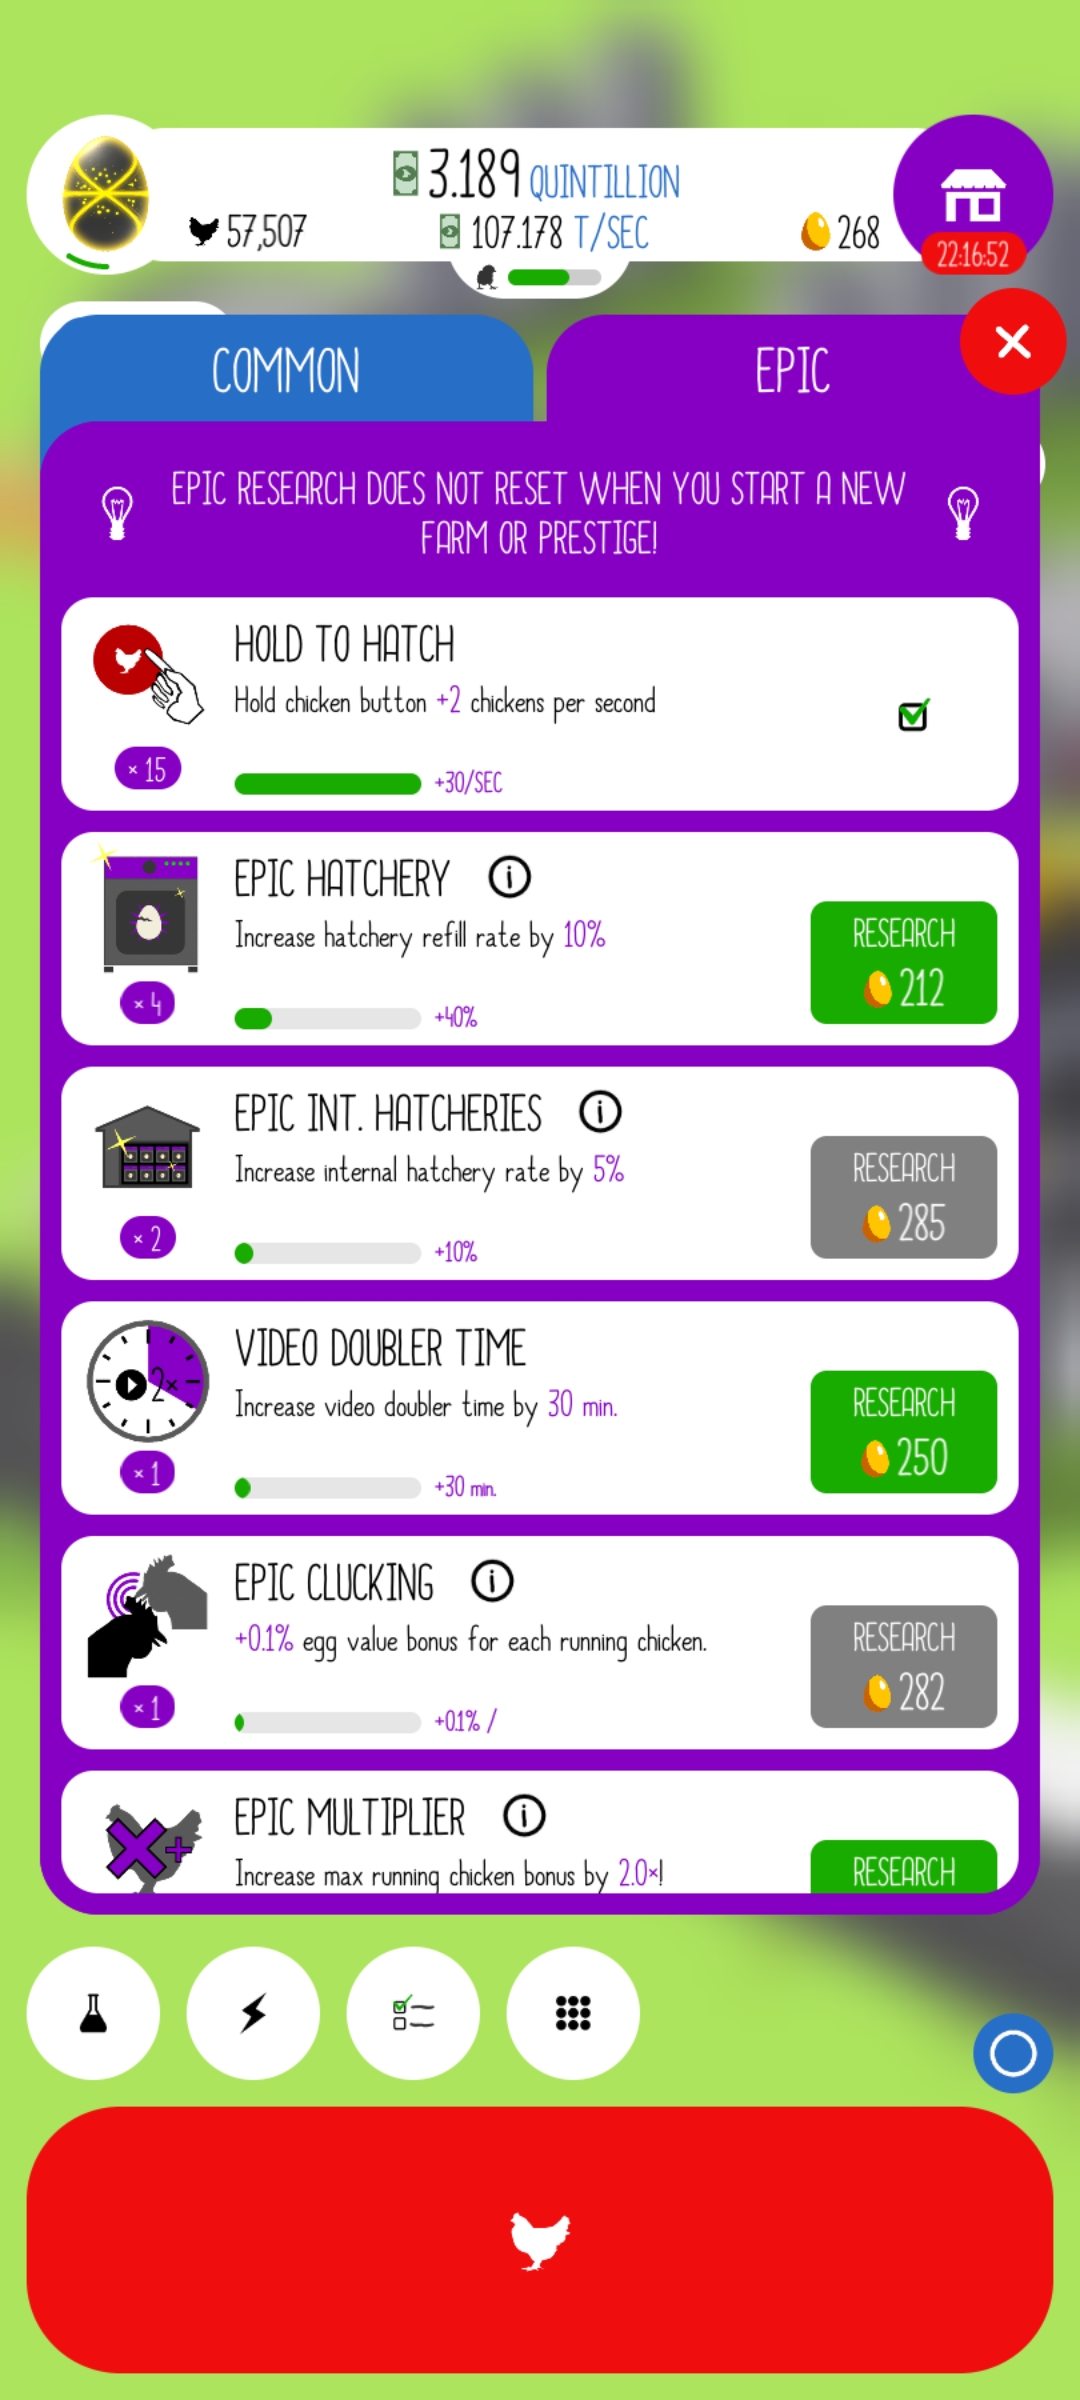 3.189 QUINTILLION
57,507
107.178 T/SEC
268
22:16:52
COMMON
EPIC
EPIC RESEARCH DOES NOT RESET WHEN YOU START A NEW
FARM OR PRESTIGE!
HOLD TO HATCH
Hold chicken button +2 chickens per second
× 15
+30/SEC
EPIC HATCHERY
Increase hatchery refill rate by 10%
RESEARCH
212
× 4
+40%
EPIC INT. HATCHERIES
Increase internal hatchery rate by 5%
RESEARCH
285
× 2
+10%
VIDEO DOUBLER TIME
2×
Increase video doubler time by 30 min.
RESEARCH
250
× 1
+30 min.
EPIC CLUCKING
+0.1% egg value bonus for each running chicken.
RESEARCH
282
× 1
+0.1% /
EPIC MULTIPLIER
Increase max running chicken bonus by 2.0×!
RESEARCH